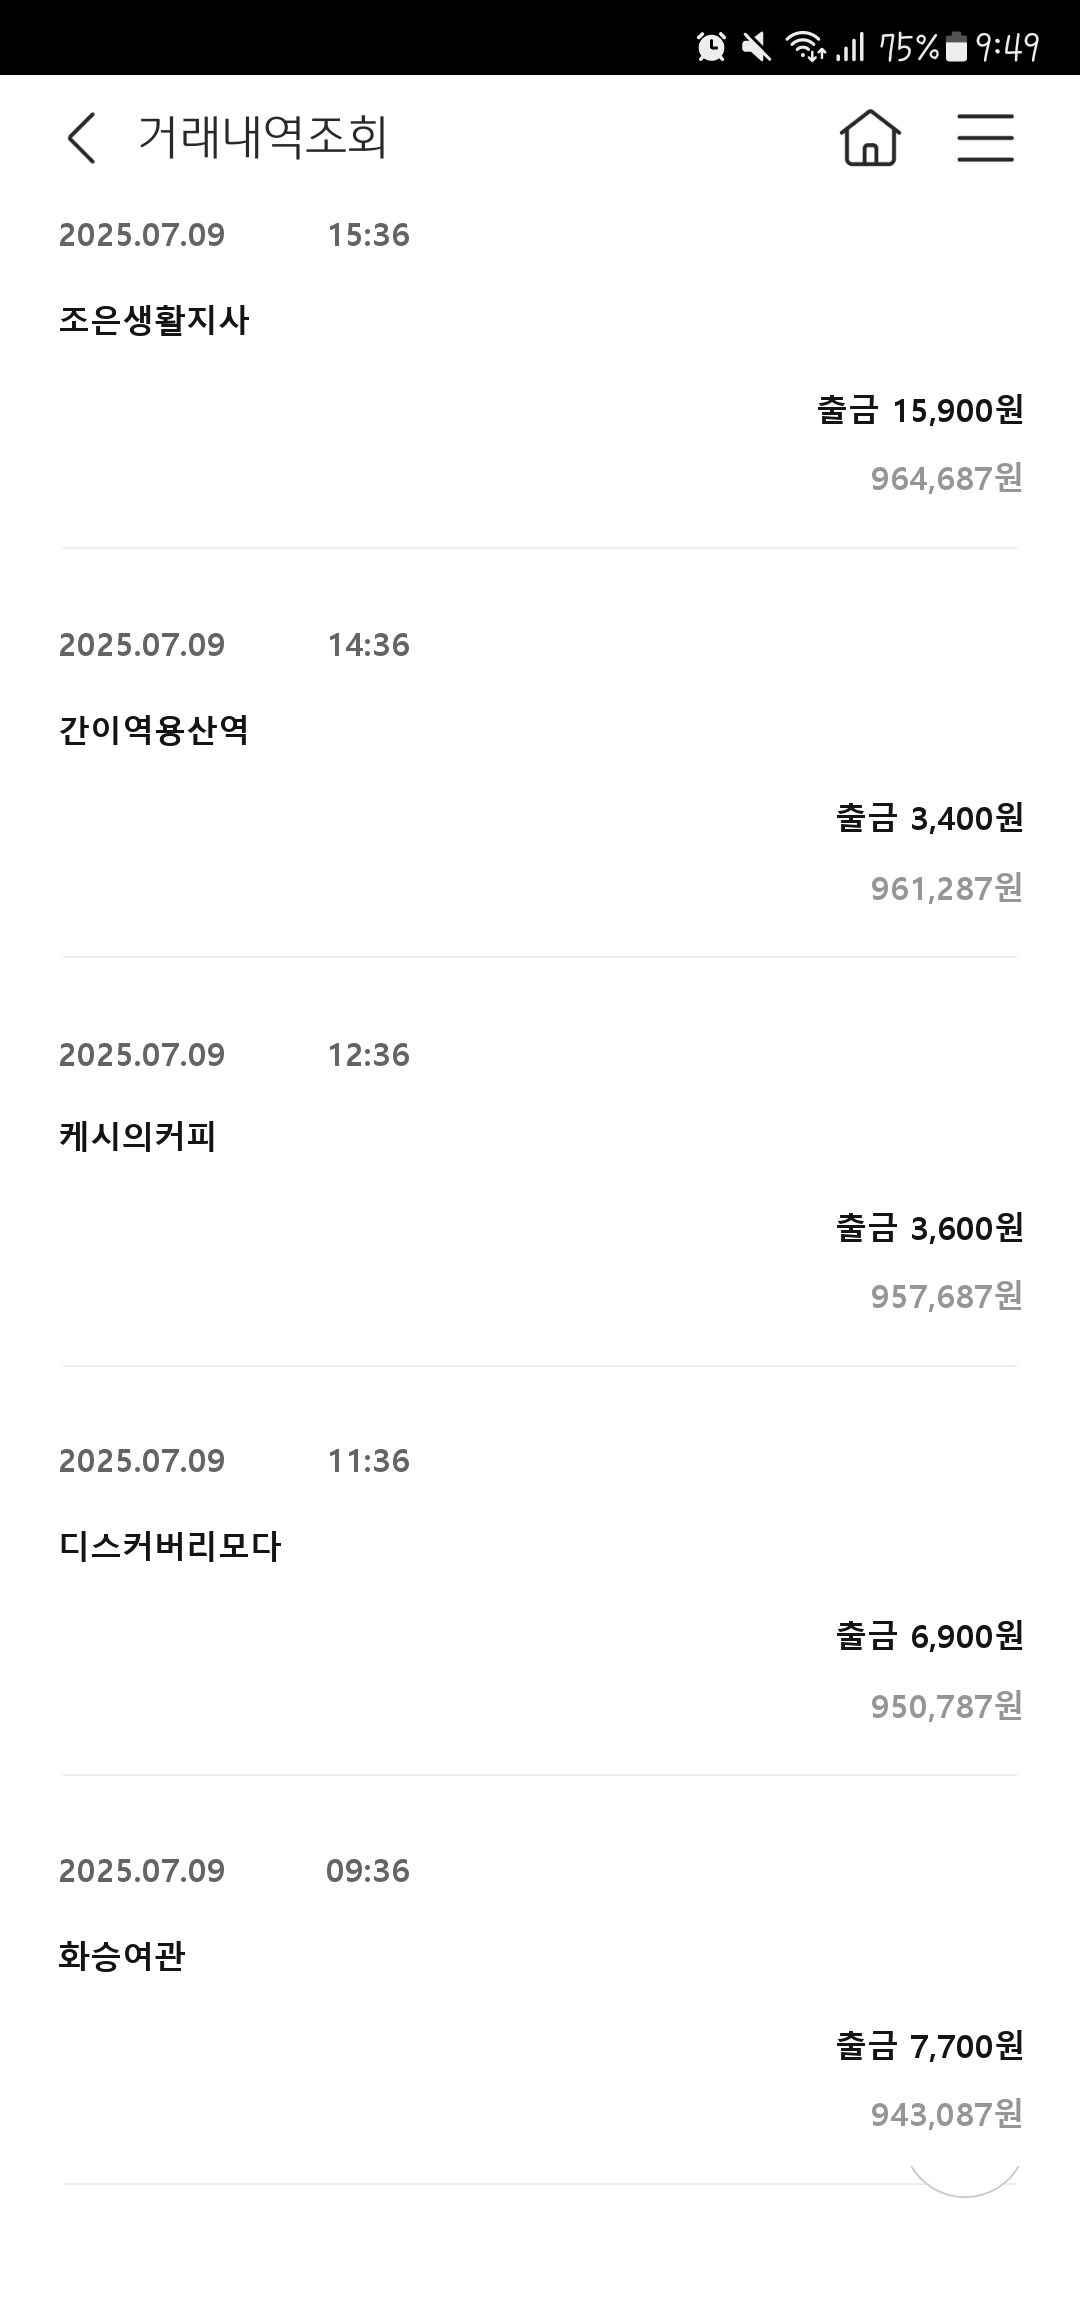 75% 9:49
거래내역조회
2025.07.09 15:36
조은생활지사
출금 15,900원
964,687원
2025.07.09 14:36
간이역용산역
출금 3,400원
961,287원
2025.07.09 12:36
케시의커피
출금 3,600원
957,687원
2025.07.09 11:36
디스커버리모다
출금 6,900원
950,787원
2025.07.09 09:36
화승여관
출금 7,700원
943,087원